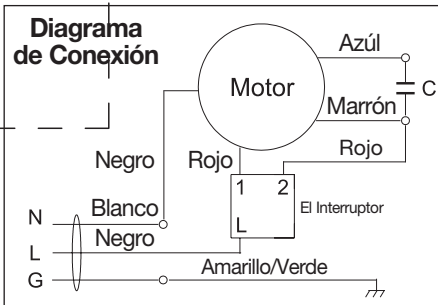 Diagrama
de Conexión
Azúl
Motor
C
Marrón
Negro
Rojo
Rojo
1 2
El Interruptor
N
Blanco
L
L
Negro
G
Amarillo/Verde